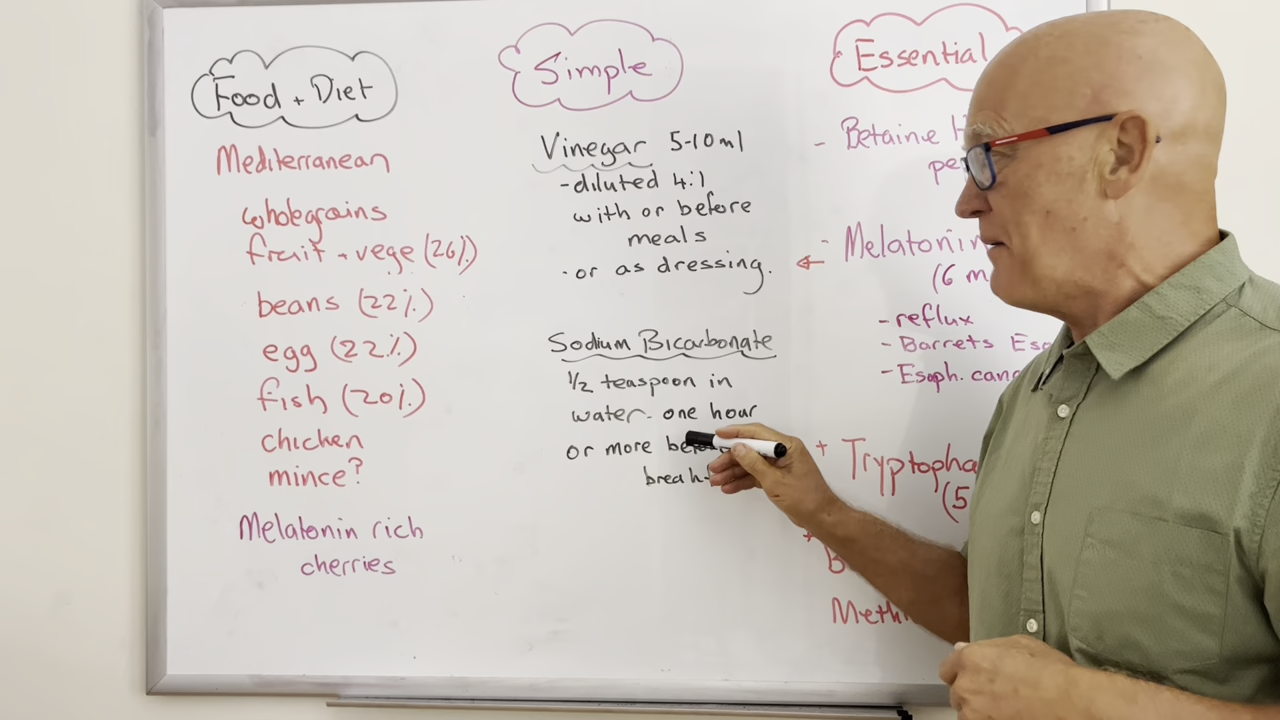 Food + Diet
Mediterranean
wholegrains
fruit + vege (26%)
beans (22%)
egg (22%)
fish (20%)
chicken
mince?
Melatonin rich
cherries
Simple
Vinegar 5-10ml
- diluted 4:1
with or before
meals
- or as dressing.
Sodium Bicarbonate
1/2 teaspoon in
water. one hour
or more
Essential
- Betaine
- Melatonin
(6
- reflux
- Barrets
- Esoph.
+
(5
+